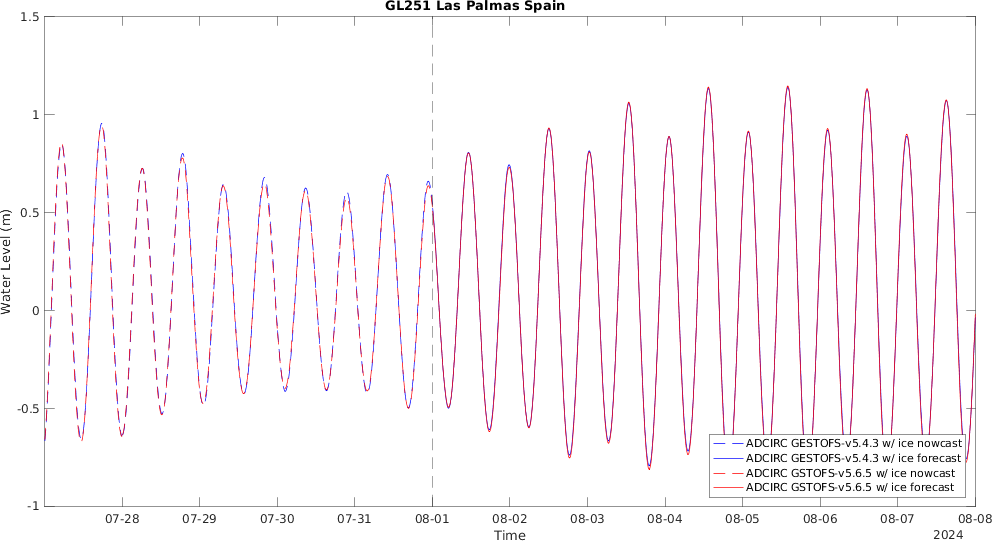 GL251 Las Palmas Spain
1.5
1
0.5
0
-0.5
-1
Water Level (m)
ADCIRC GESTOFS-v5.4.3 w/ ice nowcast
ADCIRC GESTOFS-v5.4.3 w/ ice forecast
ADCIRC GSTOFS-v5.6.5 w/ ice nowcast
ADCIRC GSTOFS-v5.6.5 w/ ice forecast
07-28 07-29 07-30 07-31 08-01 08-02 08-03 08-04 08-05 08-06 08-07 08-08
Time
2024